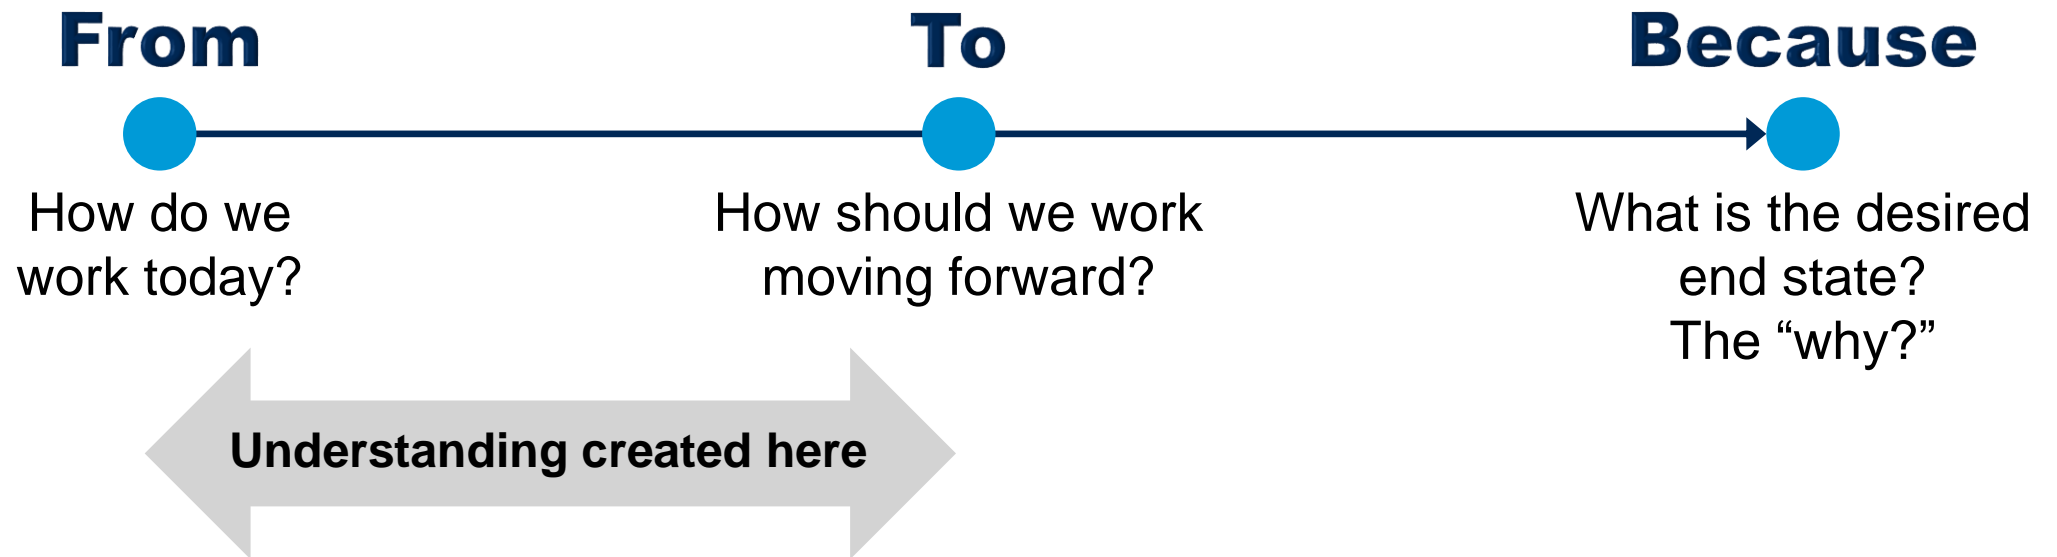 From
To
Because
How do we
work today?
How should we work
moving forward?
What is the desired
end state?
The “why?”
Understanding created here